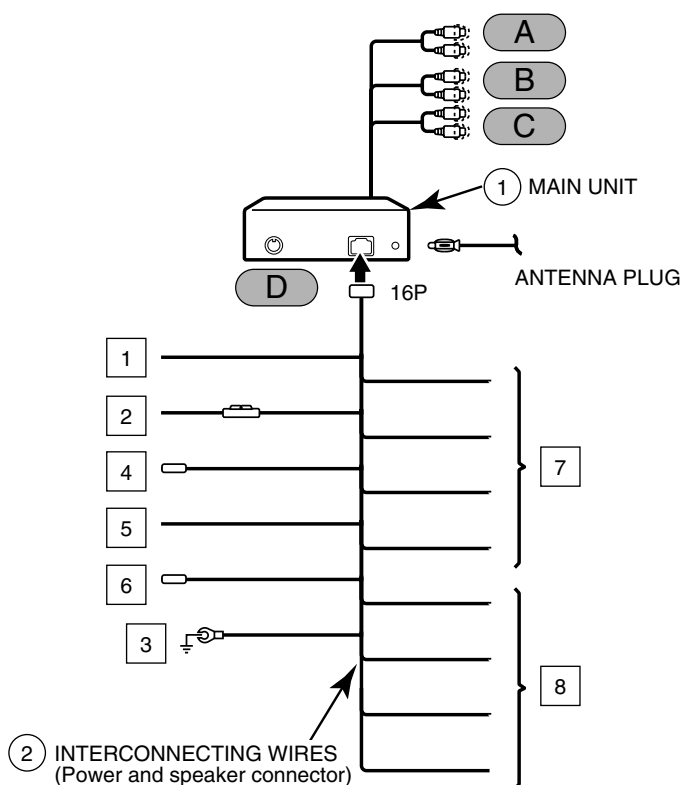 A
B
C
1 MAIN UNIT
ANTENNA PLUG
D
16P
1
2
4
7
5
6
3
8
2 INTERCONNECTING WIRES
(Power and speaker connector)